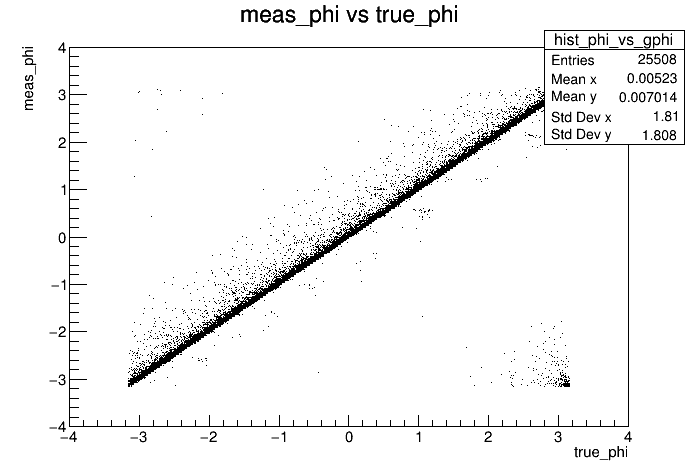 meas_phi vs true_phi
hist_phi_vs_gphi
Entries 25508
Mean x 0.00523
Mean y 0.007014
Std Dev x 1.81
Std Dev y 1.808
meas_phi
4
3
2
1
0
−1
−2
−3
−4
−4 −3 −2 −1 0 1 2 3 4
true_phi